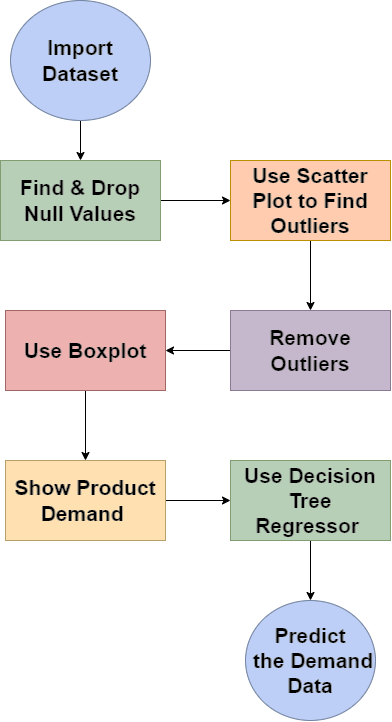 Import
Dataset
Find & Drop
Null Values
Use Scatter
Plot to Find
Outliers
Remove
Outliers
Use Boxplot
Show Product
Demand
Use Decision
Tree
Regressor
Predict
the Demand
Data